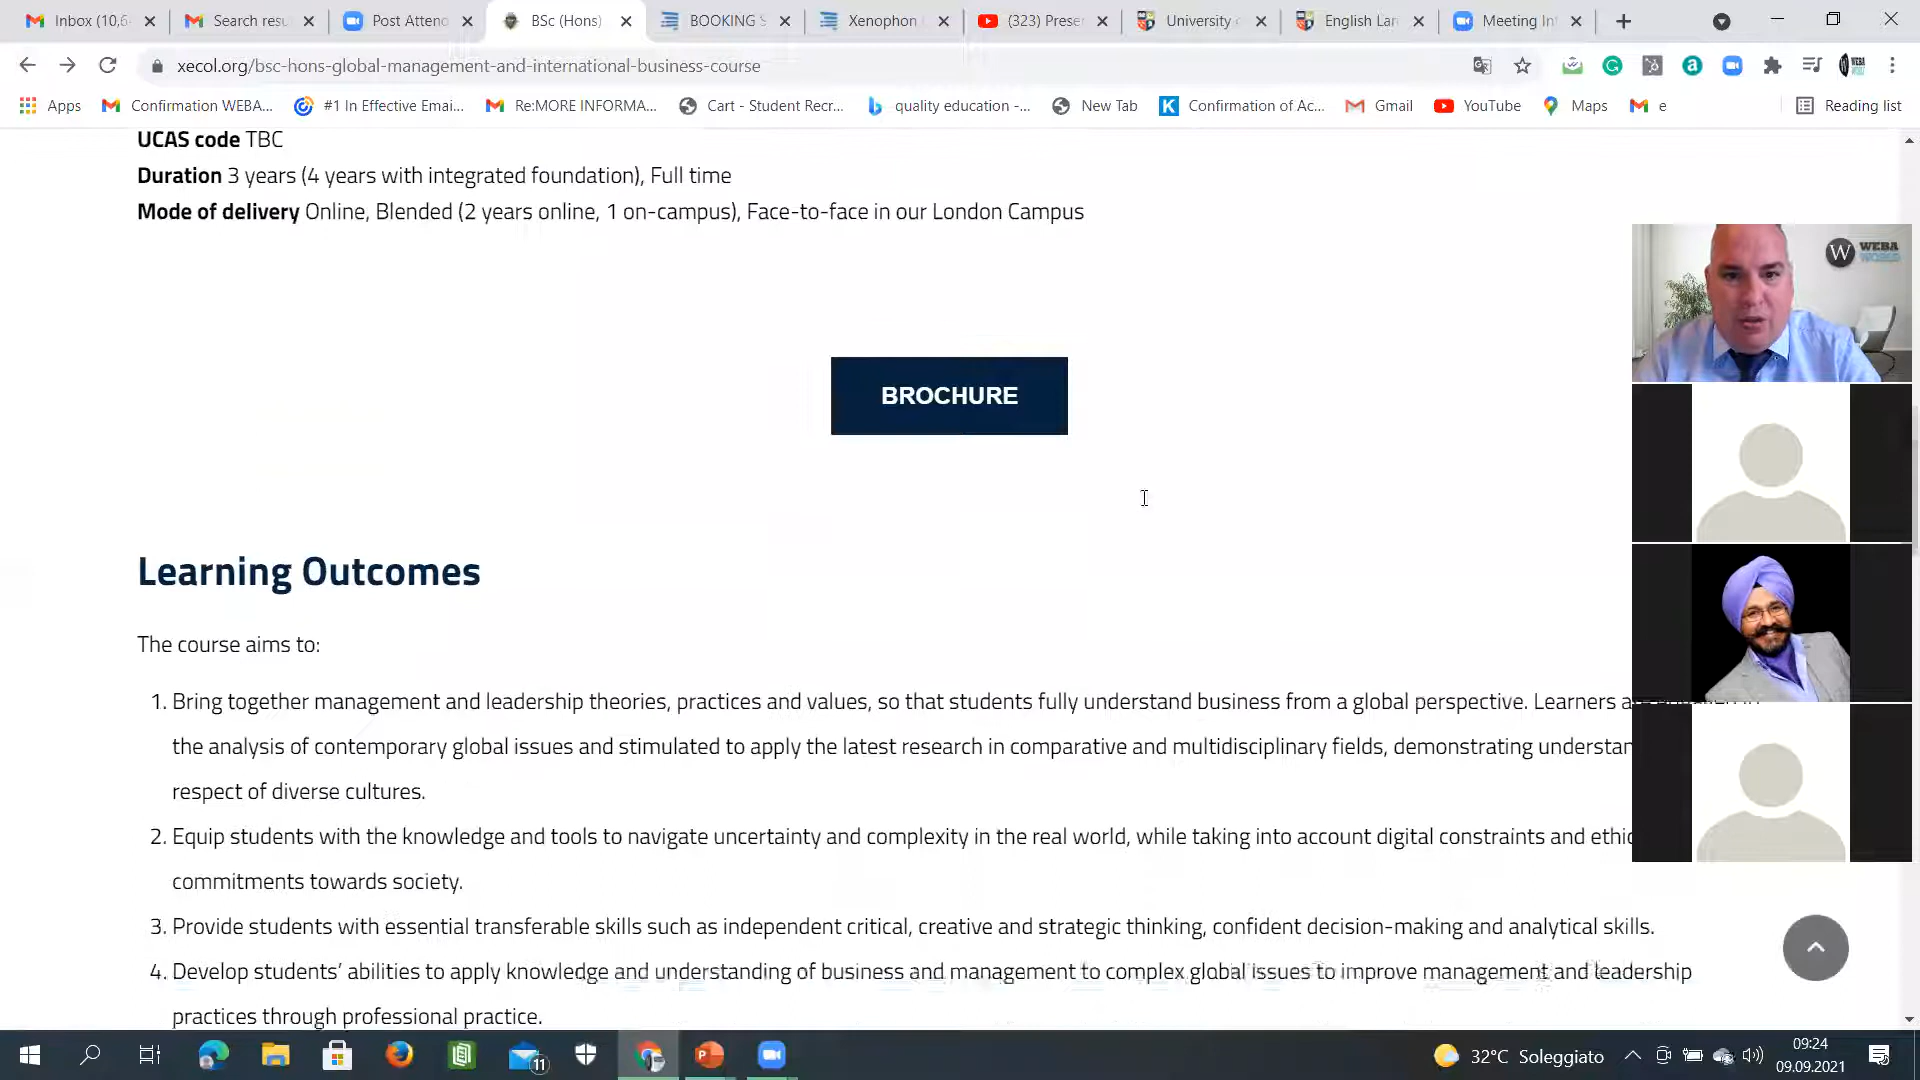 Inbox (10,6
Search resu
Post Atteno
BSc (Hons)
BOOKING S
Xenophon
(323) Prese
University
English Lan
Meeting In
xecol.org/bsc-hons-global-management-and-international-business-course
Apps
Confirmation WEBA...
#1 In Effective Emai...
Re:MORE INFORMA...
Cart - Student Recr...
quality education -...
New Tab
Confirmation of Ac...
Gmail
YouTube
Maps
e
Reading list
UCAS code TBC
Duration 3 years (4 years with integrated foundation), Full time
Mode of delivery Online, Blended (2 years online, 1 on-campus), Face-to-face in our London Campus
W WEBA
WORLD
BROCHURE
Learning Outcomes
The course aims to:
1. Bring together management and leadership theories, practices and values, so that students fully understand business from a global perspective. Learners
the analysis of contemporary global issues and stimulated to apply the latest research in comparative and multidisciplinary fields, demonstrating understan
respect of diverse cultures.
2. Equip students with the knowledge and tools to navigate uncertainty and complexity in the real world, while taking into account digital constraints and ethic
commitments towards society.
3. Provide students with essential transferable skills such as independent critical, creative and strategic thinking, confident decision-making and analytical skills.
4. Develop students' abilities to apply knowledge and understanding of business and management to complex global issues to improve management and leadership
practices through professional practice.
11
32°C Soleggiato
09:24
09.09.2021